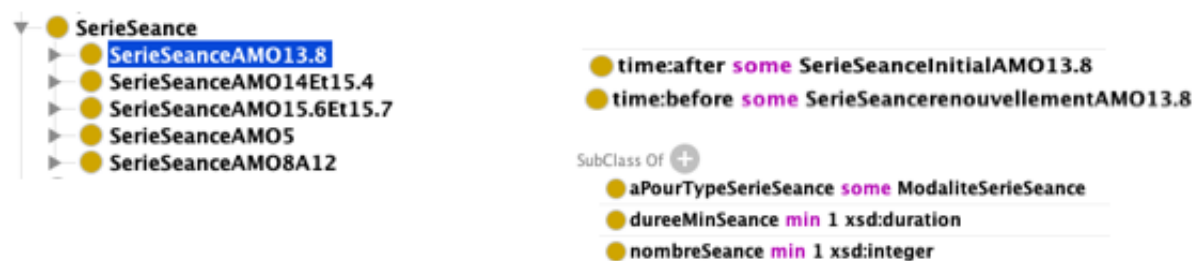 SerieSeance
SerieSeanceAMO13.8
SerieSeanceAMO14Et15.4
SerieSeanceAMO15.6Et15.7
SerieSeanceAMO5
SerieSeanceAMO8A12
time:after some SerieSeanceInitialAMO13.8
time:before some SerieSeancerenouvellementAMO13.8
SubClass Of
aPourTypeSerieSeance some ModaliteSerieSeance
dureeMinSeance min 1 xsd:duration
nombreSeance min 1 xsd:integer